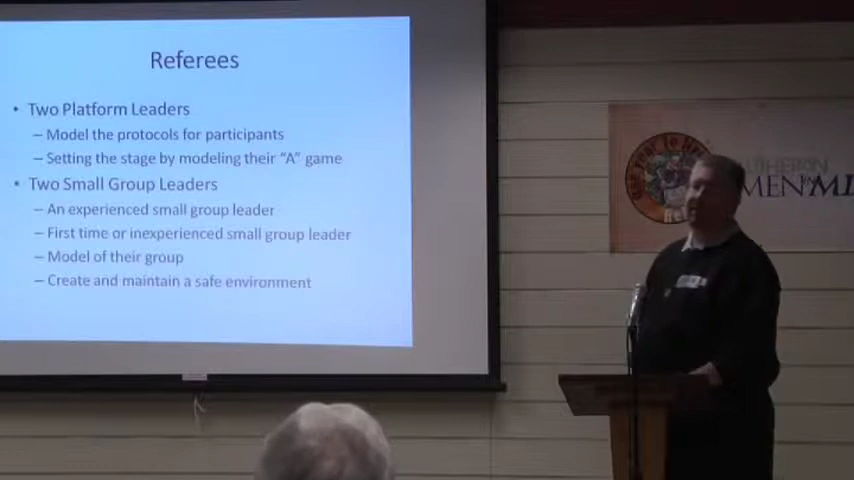 Referees
• Two Platform Leaders
– Model the protocols for participants
– Setting the stage by modeling their “A” game
• Two Small Group Leaders
– An experienced small group leader
– First time or inexperienced small group leader
– Model of their group
– Create and maintain a safe environment
LUTHERAN
MEN